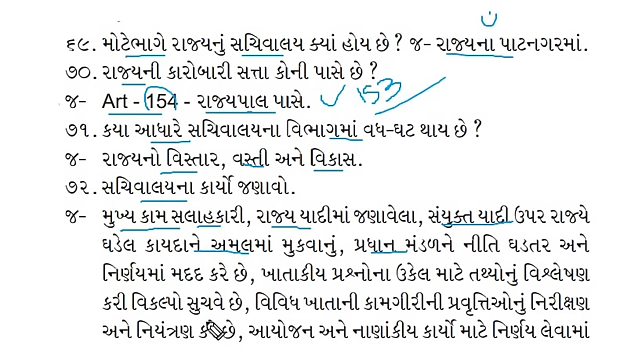 ૬૯. મોટેભાગે રાજ્યનું સચિવાલય ક્યાં હોય છે? જ- રાજ્યના પાટનગરમાં.
૭૦. રાજ્યની કારોબારી સત્તા કોની પાસે છે?
જ- Art - 154 - રાજ્યપાલ પાસે. ✓ 153
૭૧. કયા આધારે સચિવાલયના વિભાગમાં વધ-ઘટ થાય છે?
જ- રાજ્યનો વિસ્તાર, વસ્તી અને વિકાસ.
૭૨. સચિવાલયના કાર્યો જણાવો.
જ- મુખ્ય કામ સલાહકારી, રાજ્ય યાદીમાં જણાવેલા, સંયુક્ત યાદી ઉપર રાજ્યે
ઘડેલ કાયદાને અમલમાં મુકવાનું, પ્રધાન મંડળને નીતિ ઘડતર અને
નિર્ણયમાં મદદ કરે છે, ખાતાકીય પ્રશ્નોના ઉકેલ માટે તથ્યોનું વિશ્લેષણ
કરી વિકલ્પો સુચવે છે, વિવિધ ખાતાની કામગીરીની પ્રવૃત્તિઓનું નિરીક્ષણ
અને નિયંત્રણ કરે છે, આયોજન અને નાણાંકીય કાર્યો માટે નિર્ણય લેવામાં